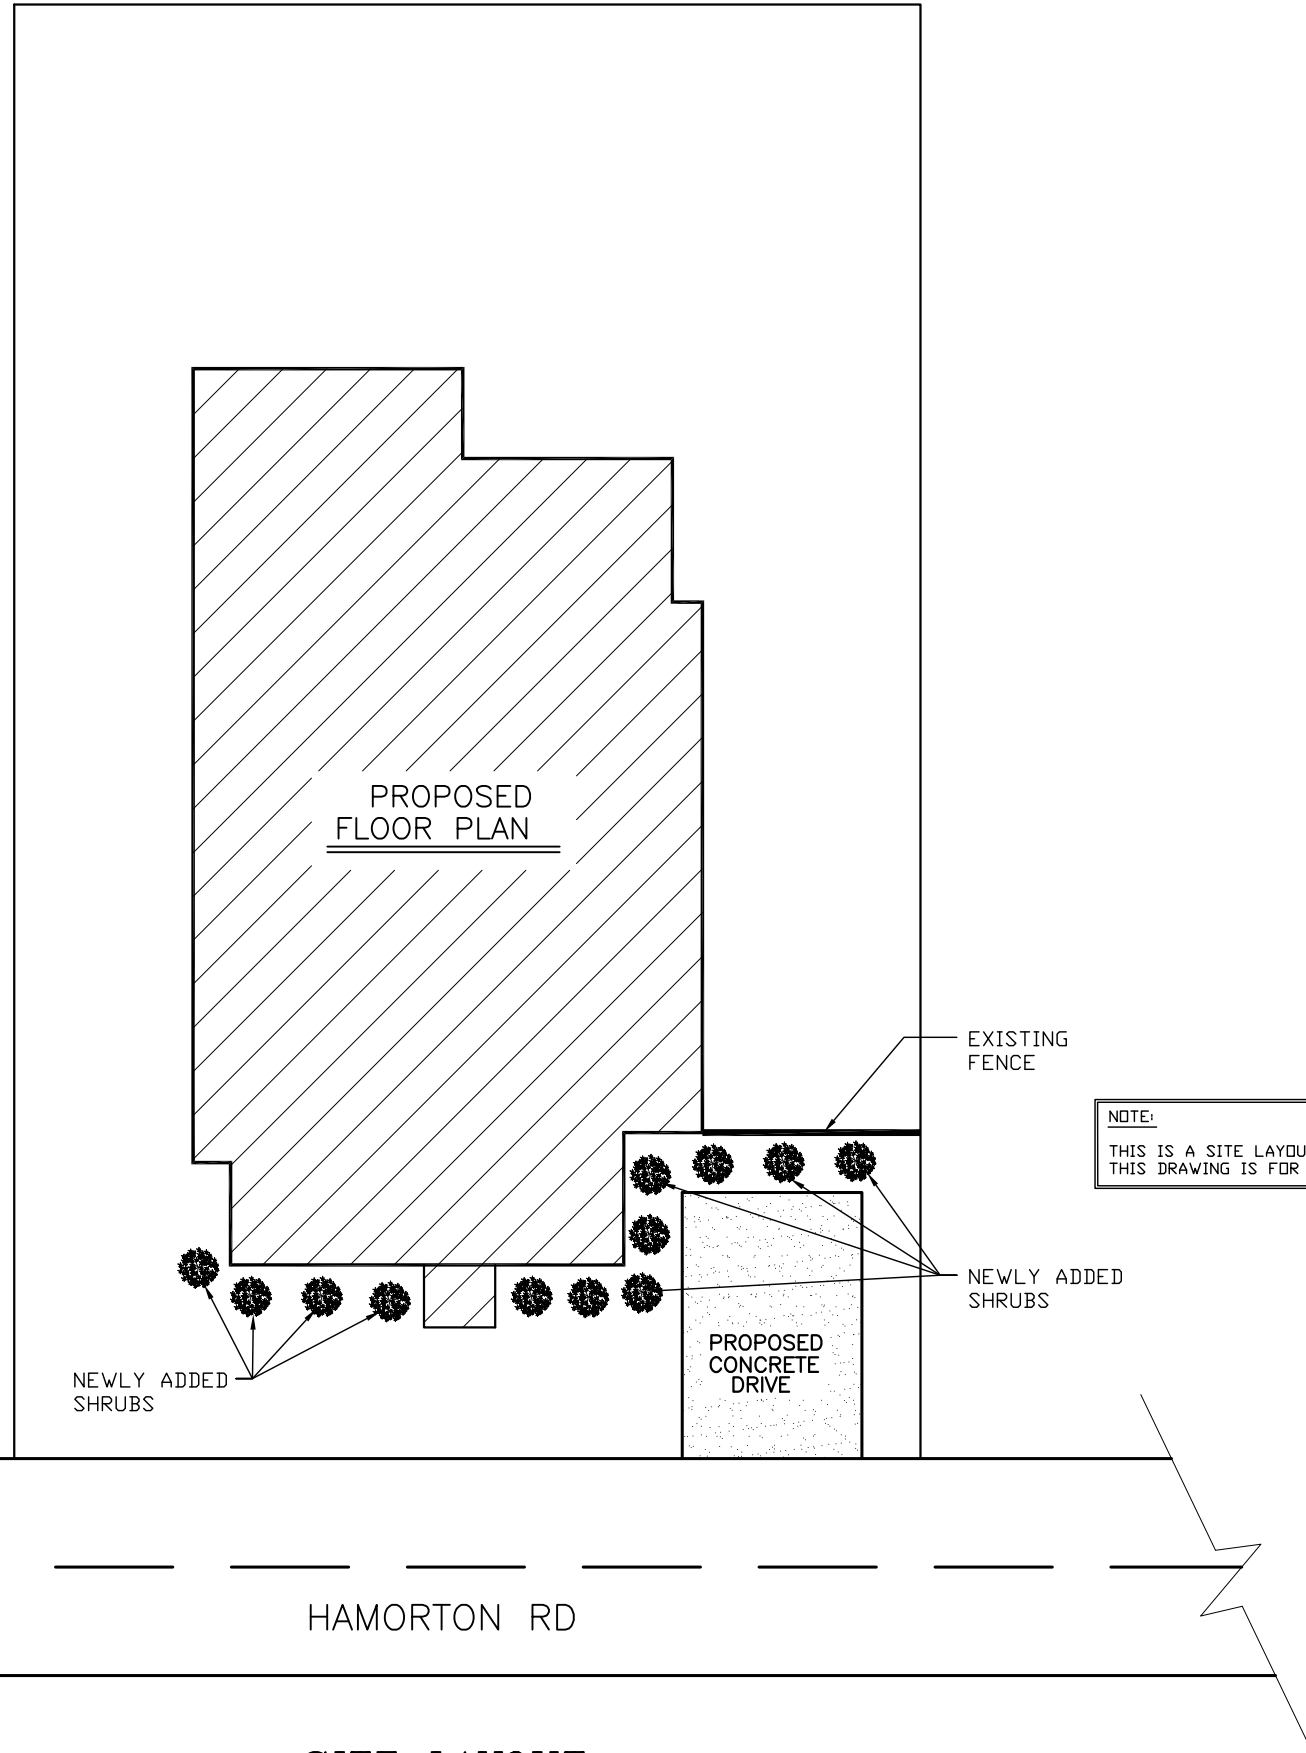 PROPOSED
FLOOR PLAN
EXISTING
FENCE
NOTE:
THIS IS A SITE
THIS DRAWING IS FOR
NEWLY ADDED
SHRUBS
PROPOSED
CONCRETE
DRIVE
NEWLY ADDED
SHRUBS
HAMORTON RD